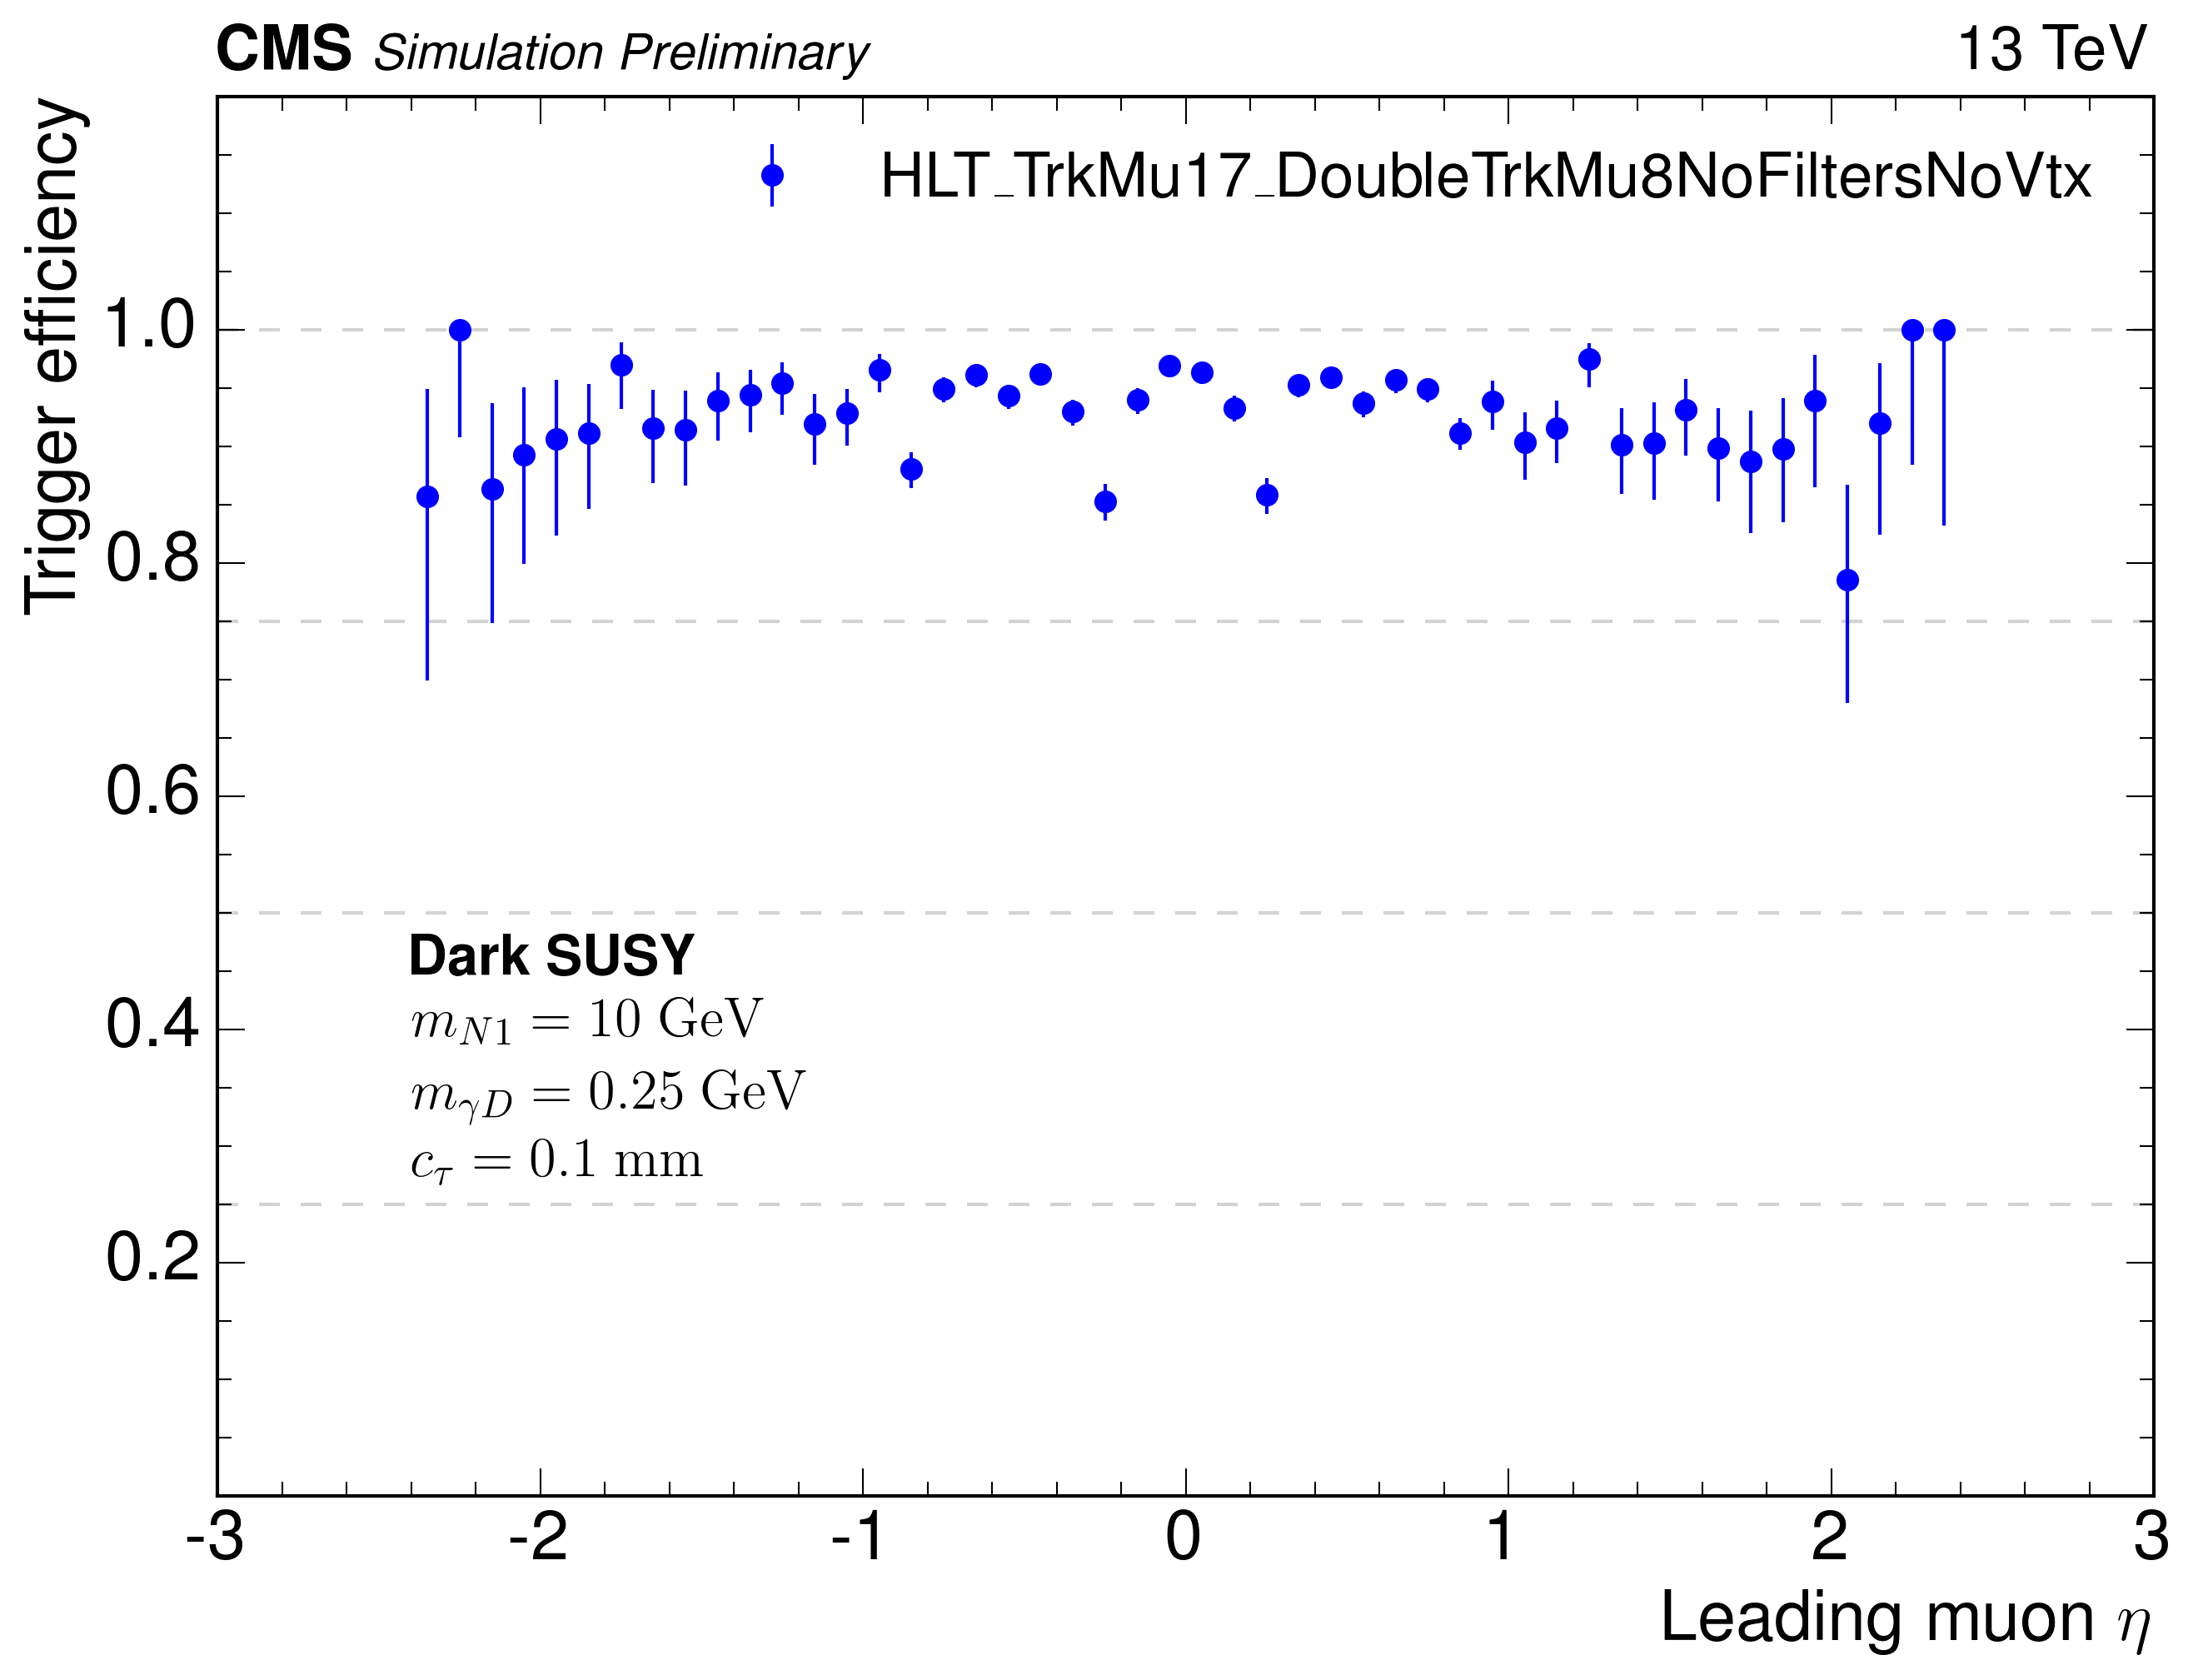 CMS Simulation Preliminary 13 TeV
HLT_TrkMu17_DoubleTrkMu8NoFiltersNoVtx
Trigger efficiency
1.0
0.8
0.6
0.4
0.2
Dark SUSY
m_{N1} = 10 GeV
m_{γD} = 0.25 GeV
c_τ = 0.1 mm
-3 -2 -1 0 1 2 3
Leading muon η